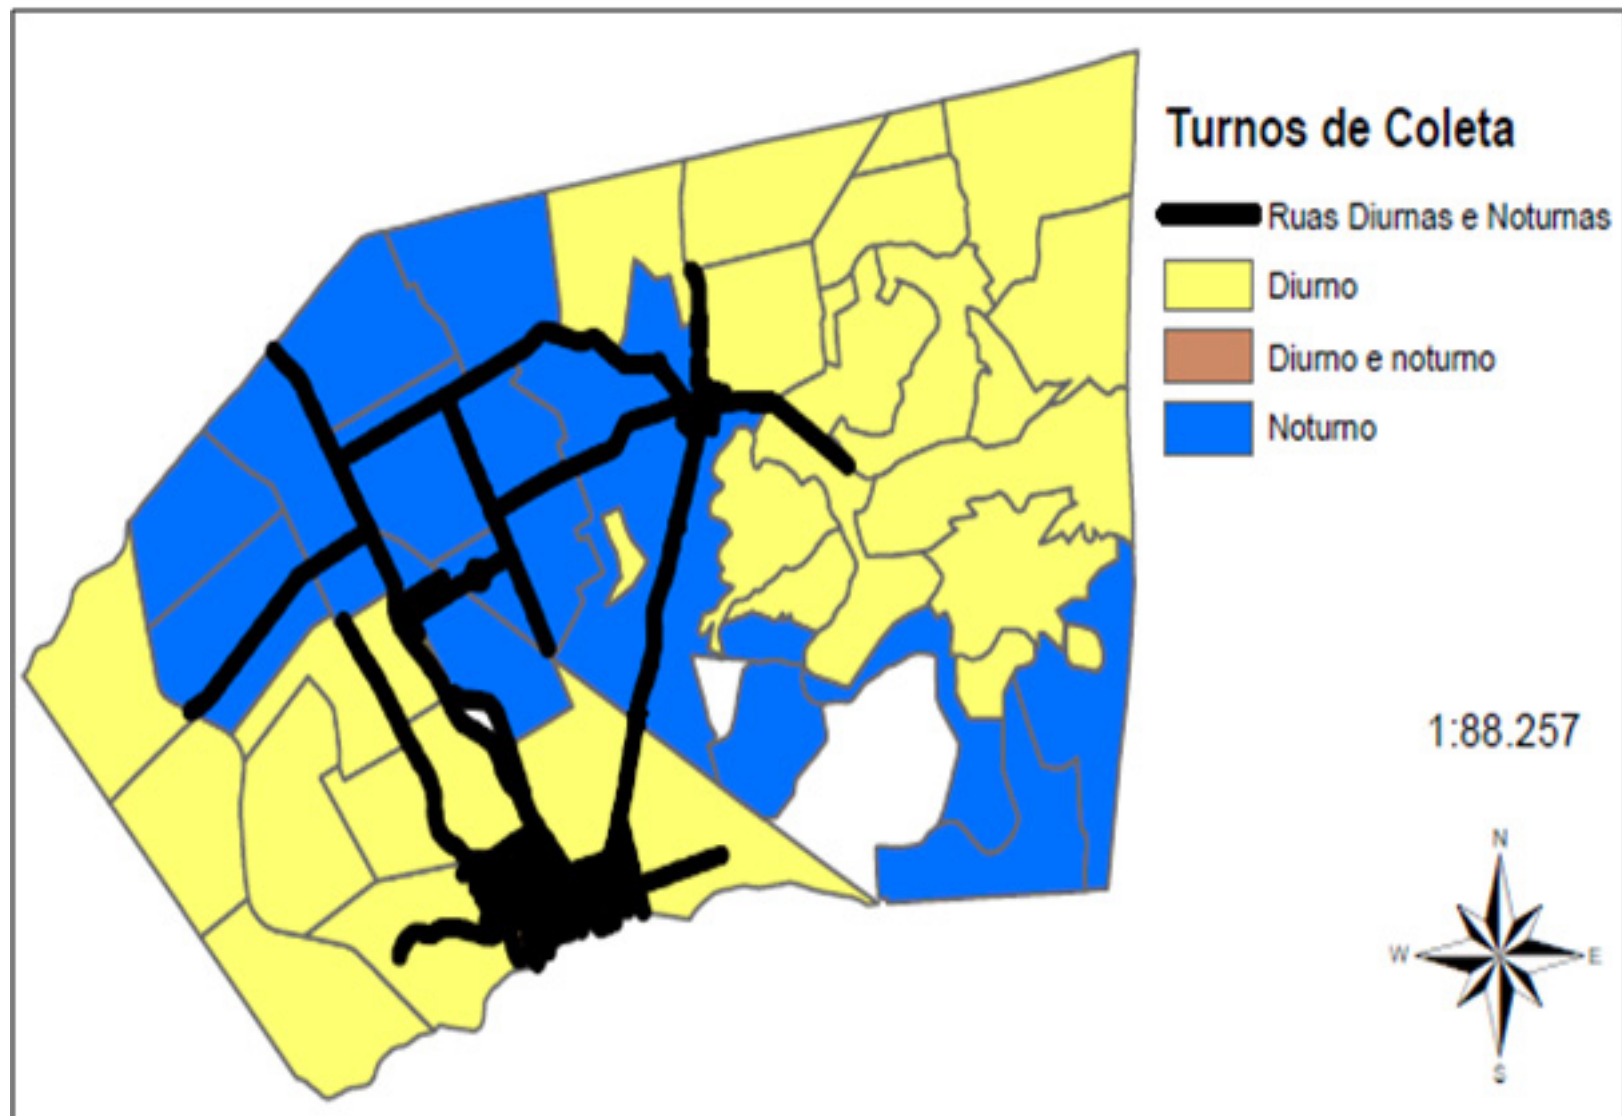 Turnos de Coleta
Ruas Diurnas e Noturnas
Diurno
Diurno e noturno
Noturno
1:88.257
N
W
E
S